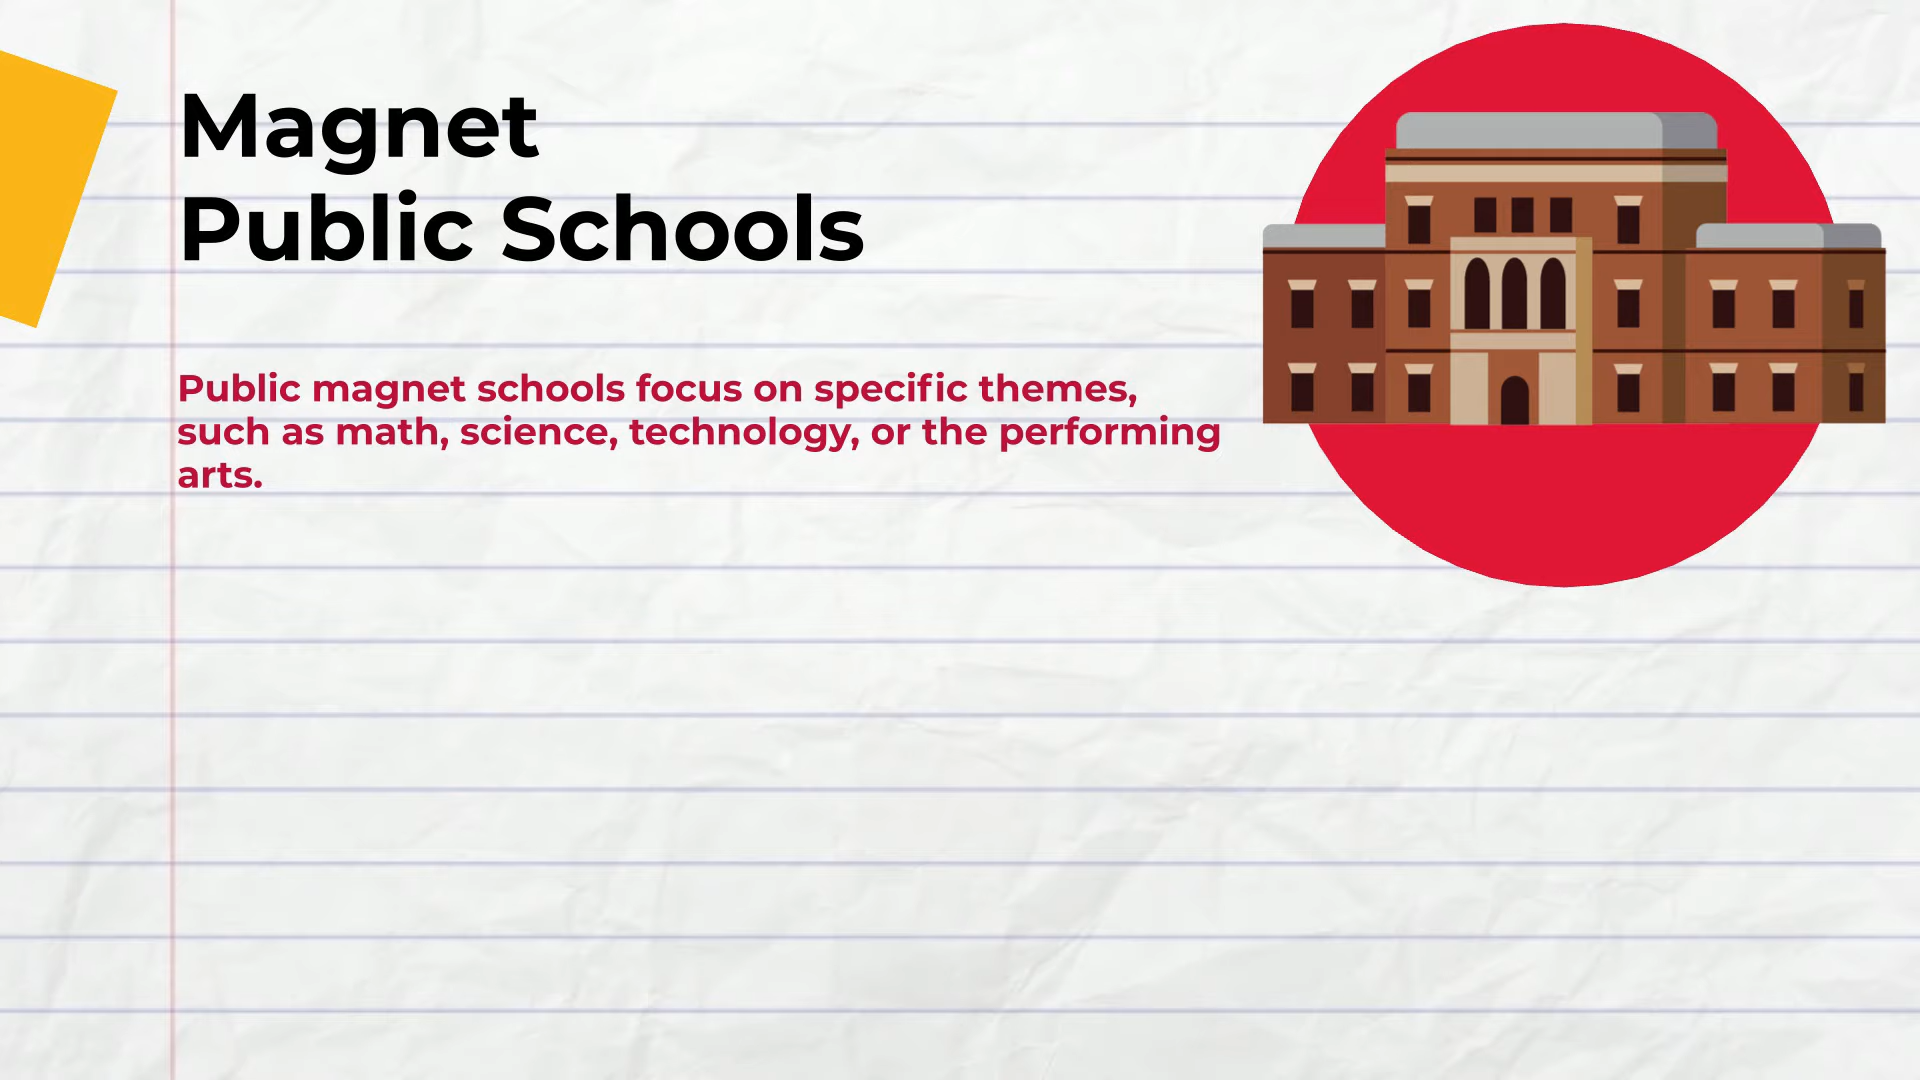 Magnet
Public Schools
Public magnet schools focus on specific themes,
such as math, science, technology, or the performing
arts.